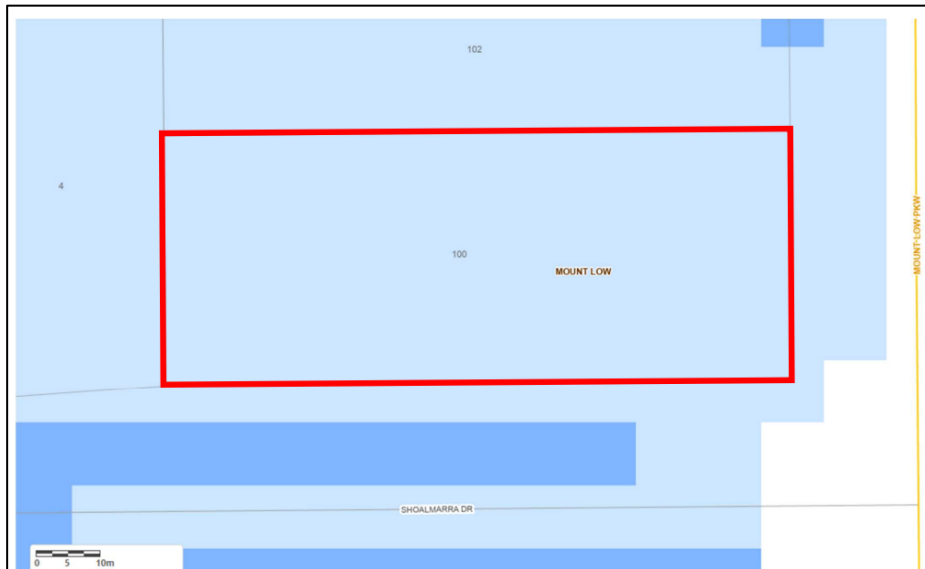 102
4
MOUNT LOW PKW
100
MOUNT LOW
SHOALMARRA DR
0 5 10m